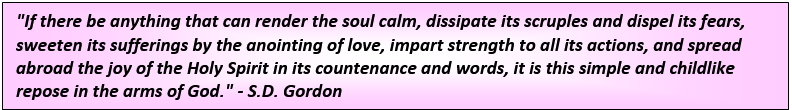 "If there be anything that can render the soul calm, dissipate its scruples and dispel its fears,
sweeten its sufferings by the anointing of love, impart strength to all its actions, and spread
abroad the joy of the Holy Spirit in its countenance and words, it is this simple and childlike
repose in the arms of God." - S.D. Gordon